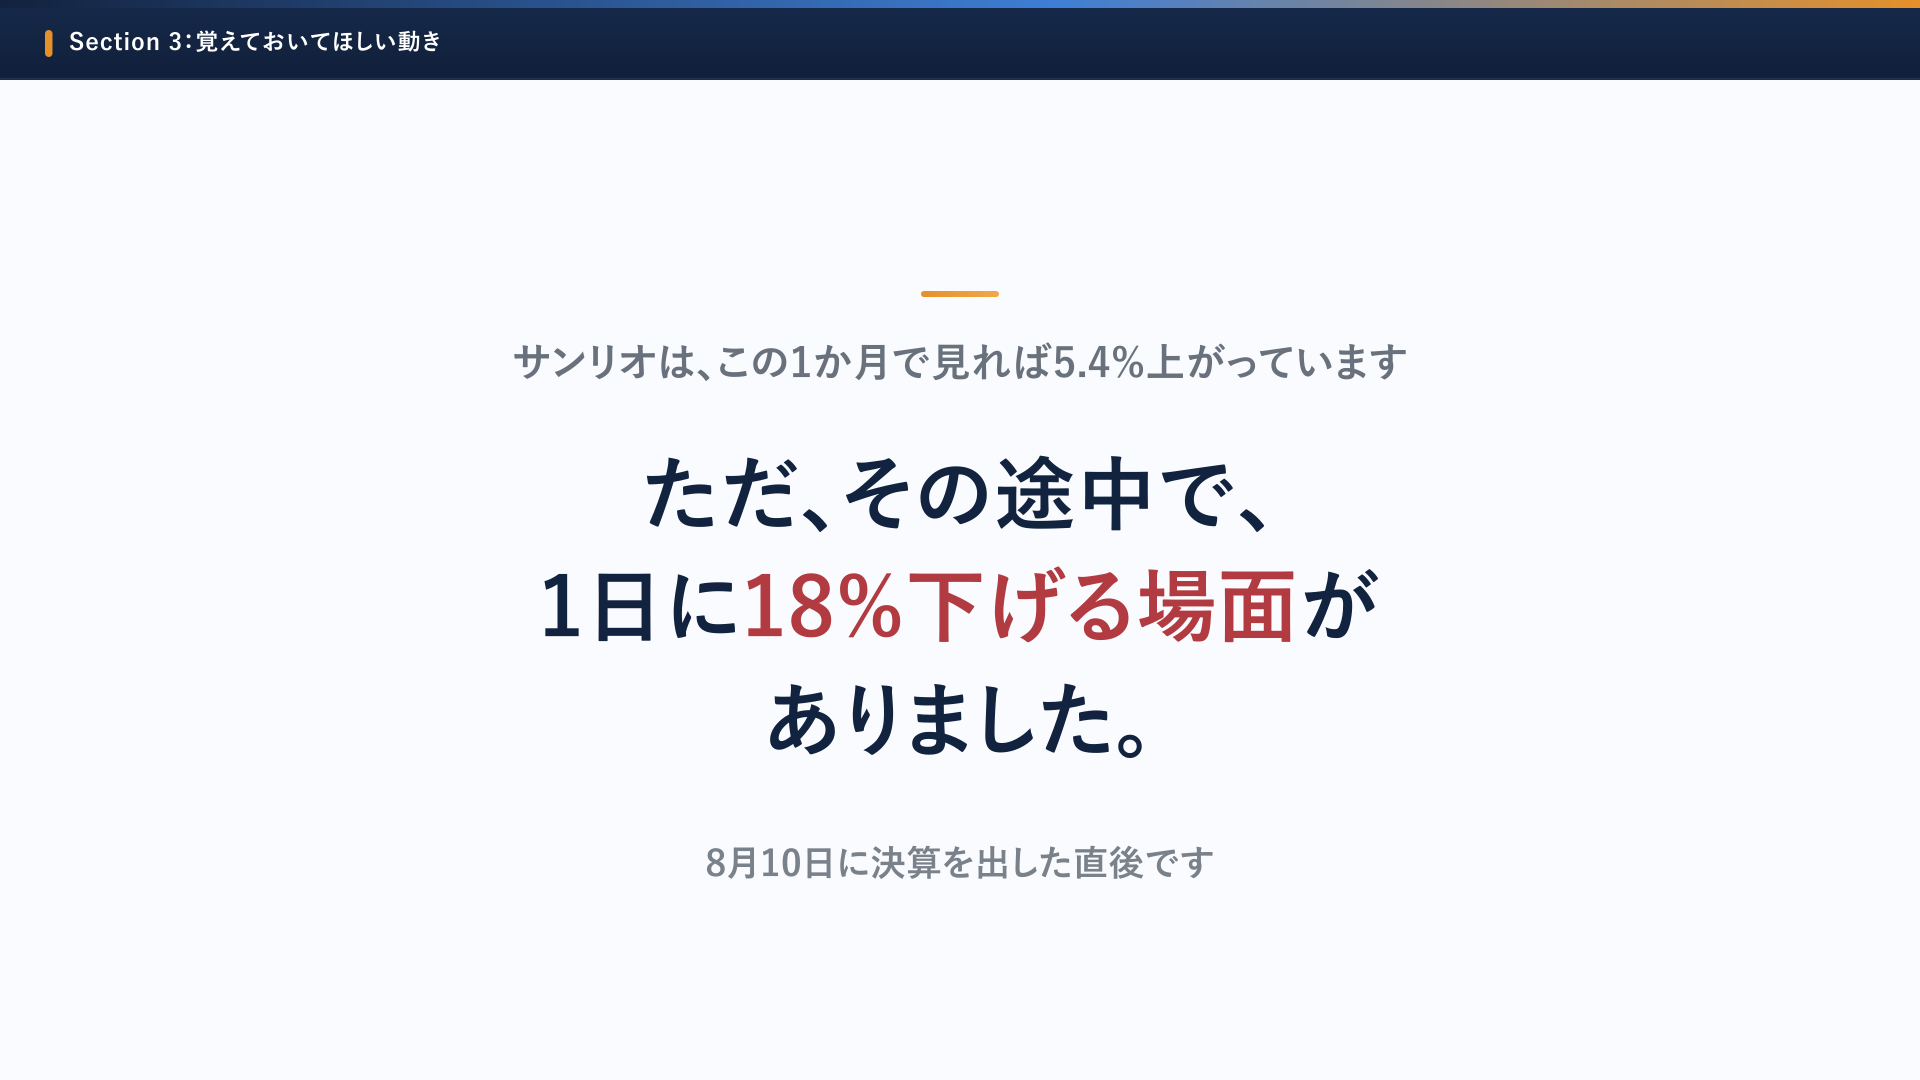 Section 3：覚えておいてほしい動き
サンリオは、この1か月で見れば5.4%上がっています
ただ、その途中で、
1日に18%下げる場面が
ありました。
8月10日に決算を出した直後です